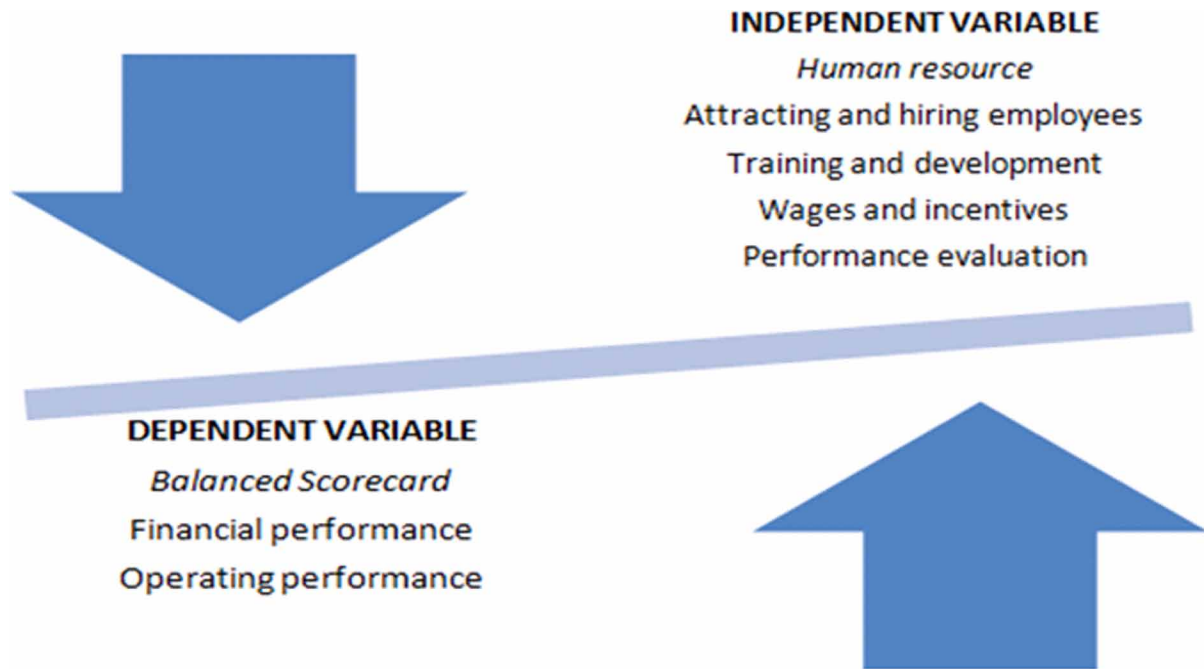 INDEPENDENT VARIABLE
Human resource
Attracting and hiring employees
Training and development
Wages and incentives
Performance evaluation
DEPENDENT VARIABLE
Balanced Scorecard
Financial performance
Operating performance